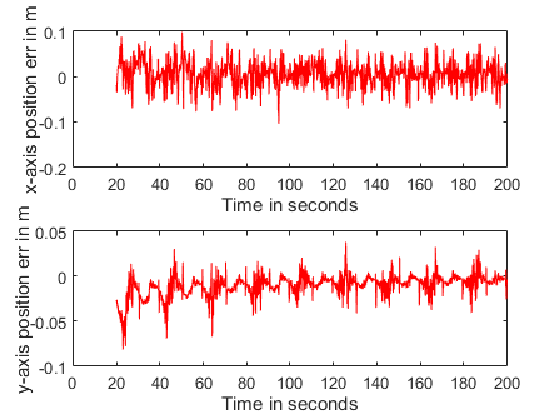 x-axis position err in m
0.1
0
-0.1
-0.2
0 20 40 60 80 100 120 140 160 180 200
Time in seconds
y-axis position err in m
0.05
0
-0.05
-0.1
0 20 40 60 80 100 120 140 160 180 200
Time in seconds